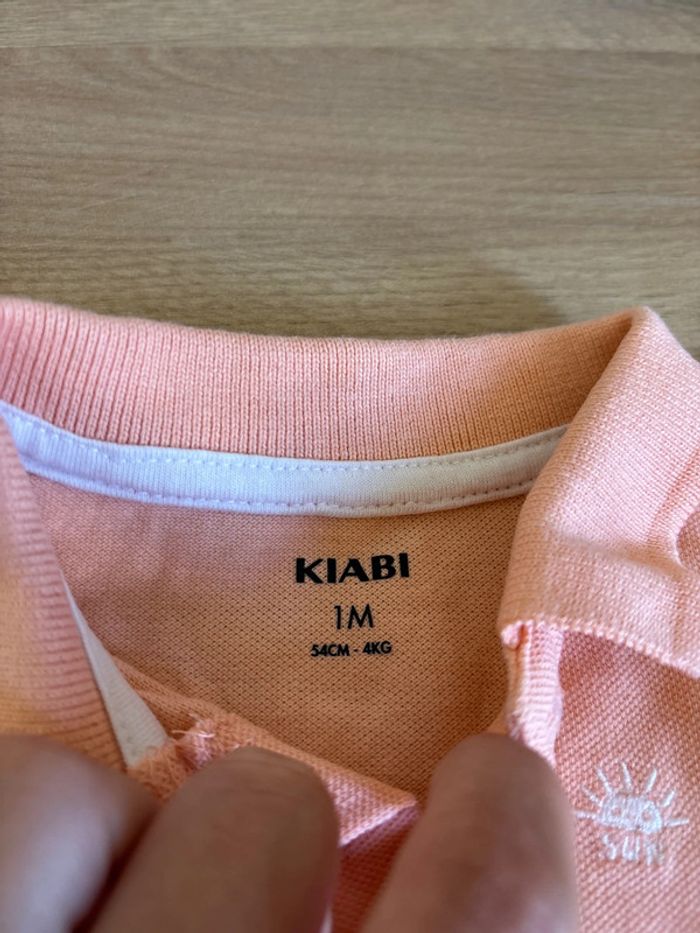 KIABI
1M
54CM - 4KG
SUN